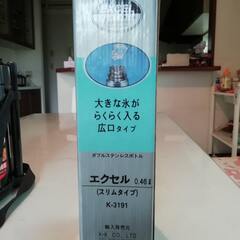 大きな氷が
らくらく入る
広口タイプ
ダブルステンレスボトル
エクセル 0.46ℓ
(スリムタイプ)
K-3191
輸入発売元